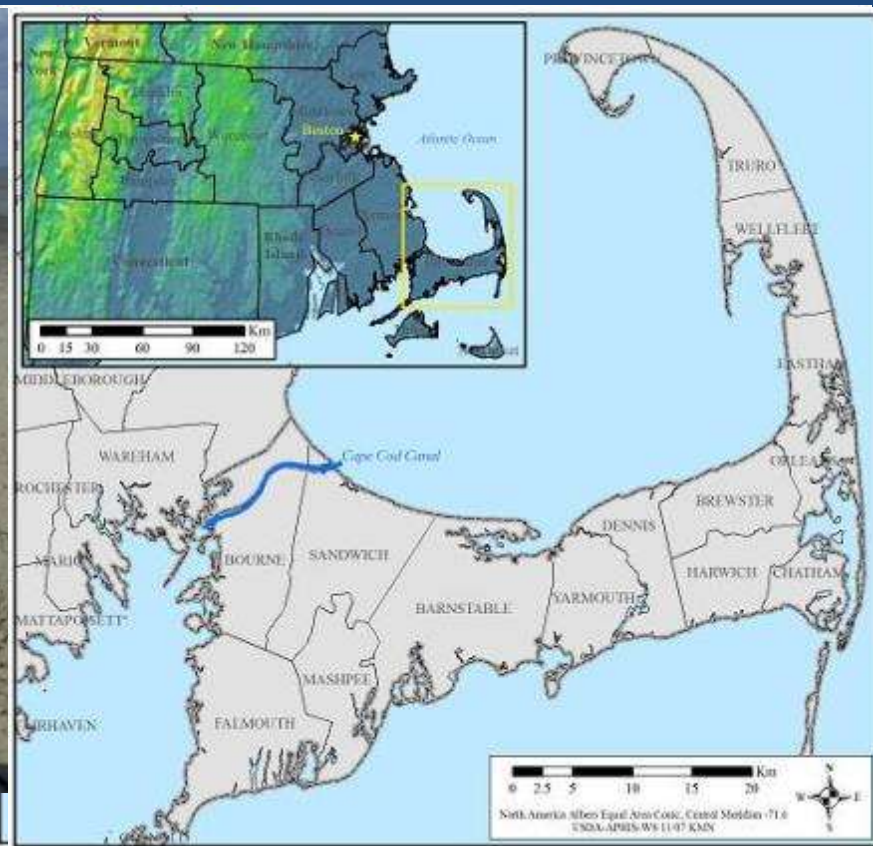 Vermont
New Hampshire
New
York
Boston
Atlantic Ocean
Rhode
Island
Connecticut
Km
0 15 30 60 90 120
PROVINCETOWN
TRURO
WELLFLEET
EASTHAM
ORLEANS
BREWSTER
DENNIS
HARWICH
CHATHAM
YARMOUTH
BARNSTABLE
SANDWICH
Cape Cod Canal
BOURNE
MASHPEE
FALMOUTH
MIDDLEBOROUGH
WAREHAM
ROCHESTER
MATTAPOISETT
Km
0 2.5 5 10 15 20
North America Albers Equal Area Conic, Central Meridian -71.6
USDA-APHIS-WS 11/07 KMN
N
W E
S